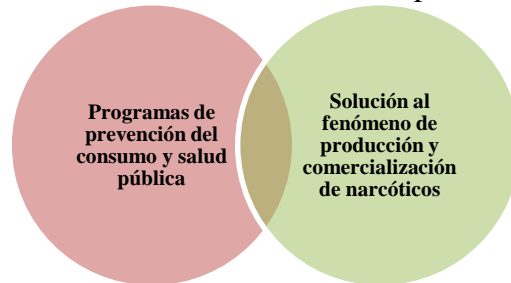 Programas de
prevención del
consumo y salud
pública
Solución al
fenómeno de
producción y
comercialización
de narcóticos